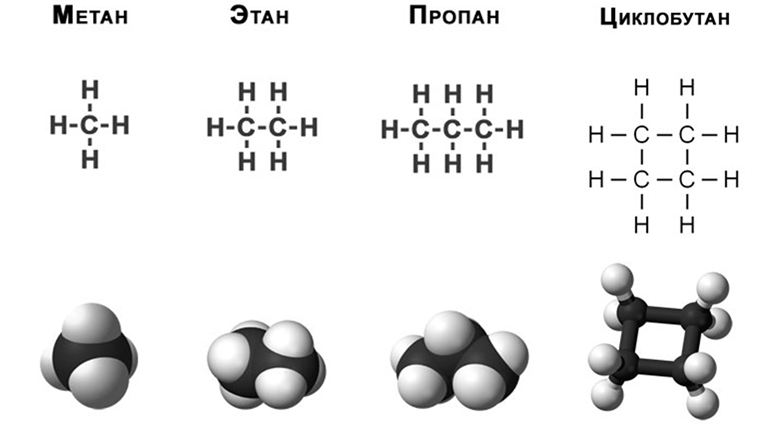 Метан
Этан
Пропан
Циклобутан
H
H-C-H
H
H H
H-C-C-H
H H
H H H
H-C-C-C-H
H H H
H H
H-C-C-H
H-C-C-H
H H